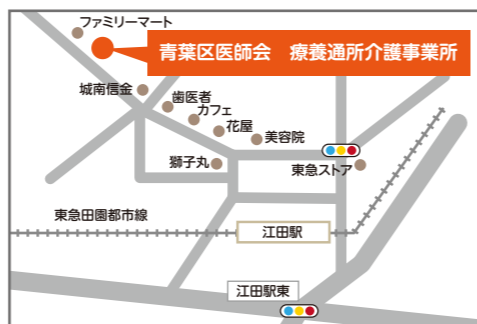 ファミリーマート
青葉区医師会　療養通所介護事業所
城南信金
歯医者
カフェ
花屋
美容院
獅子丸
東急ストア
東急田園都市線
江田駅
江田駅東